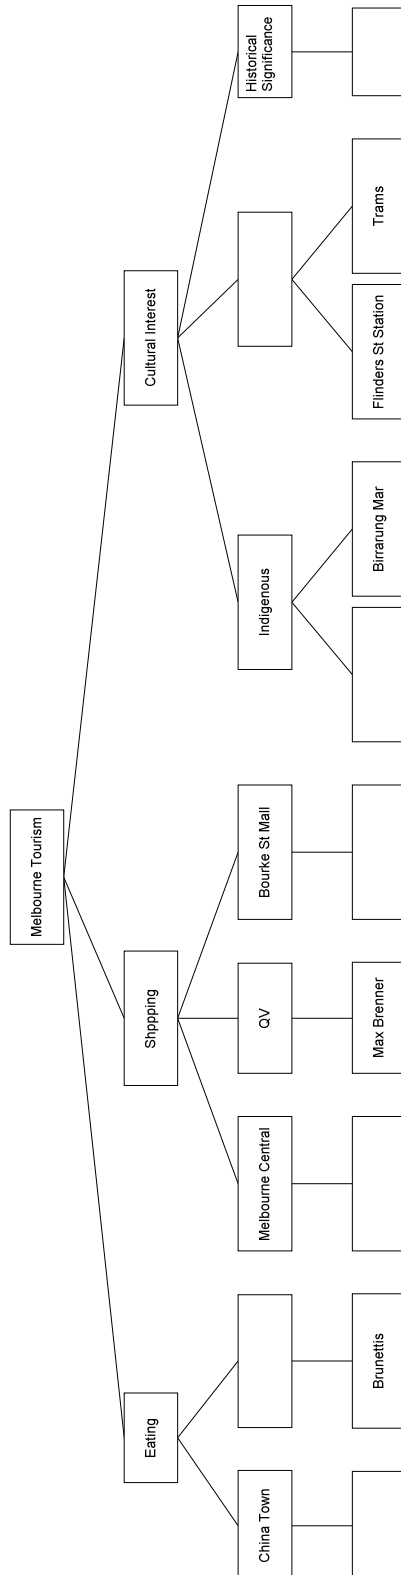 Melbourne Tourism
Eating
Shppping
Cultural Interest
China Town
Melbourne Central
QV
Bourke St Mall
Indigenous
Historical
Significance
Brunettis
Max Brenner
Birrarung Mar
Flinders St Station
Trams